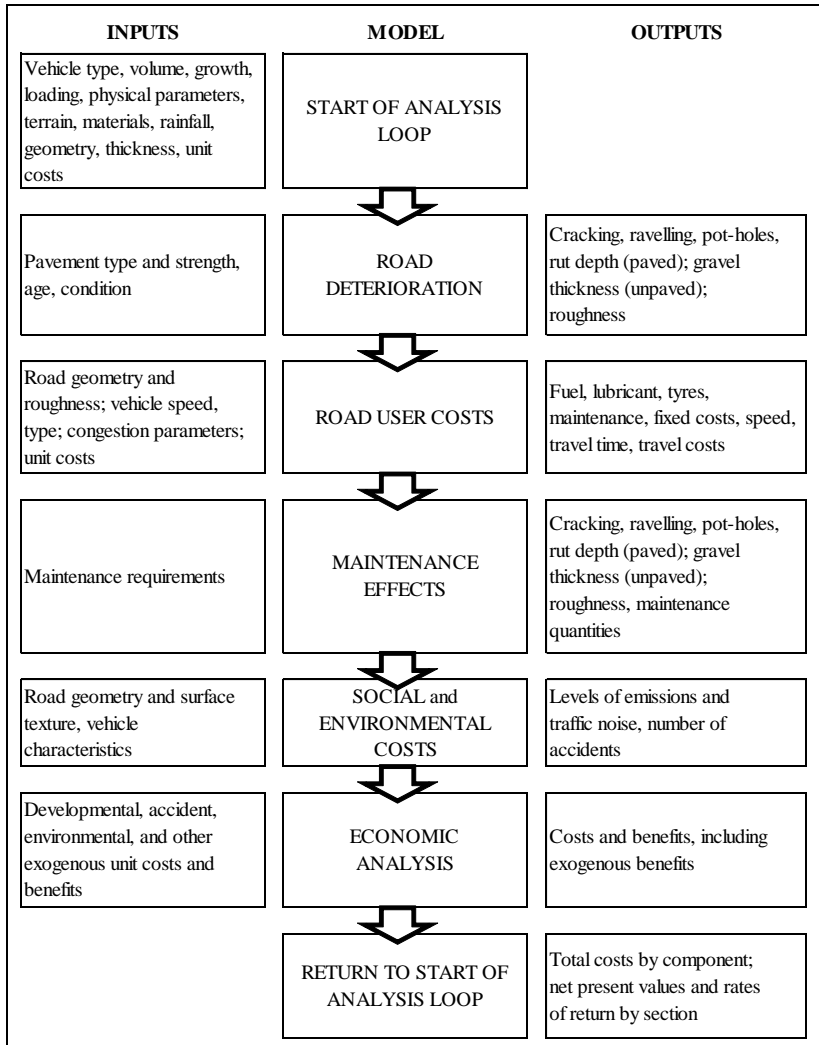 INPUTS
MODEL
OUTPUTS
Vehicle type, volume, growth,
loading, physical parameters,
terrain, materials, rainfall,
geometry, thickness, unit
costs
START OF ANALYSIS
LOOP
Pavement type and strength,
age, condition
ROAD
DETERIORATION
Cracking, ravelling, pot-holes,
rut depth (paved); gravel
thickness (unpaved);
roughness
Road geometry and
roughness; vehicle speed,
type; congestion parameters;
unit costs
ROAD USER COSTS
Fuel, lubricant, tyres,
maintenance, fixed costs, speed,
travel time, travel costs
Maintenance requirements
MAINTENANCE
EFFECTS
Cracking, ravelling, pot-holes,
rut depth (paved); gravel
thickness (unpaved);
roughness, maintenance
quantities
Road geometry and surface
texture, vehicle
characteristics
SOCIAL and
ENVIRONMENTAL
COSTS
Levels of emissions and
traffic noise, number of
accidents
Developmental, accident,
environmental, and other
exogenous unit costs and
benefits
ECONOMIC
ANALYSIS
Costs and benefits, including
exogenous benefits
RETURN TO START OF
ANALYSIS LOOP
Total costs by component;
net present values and rates
of return by section